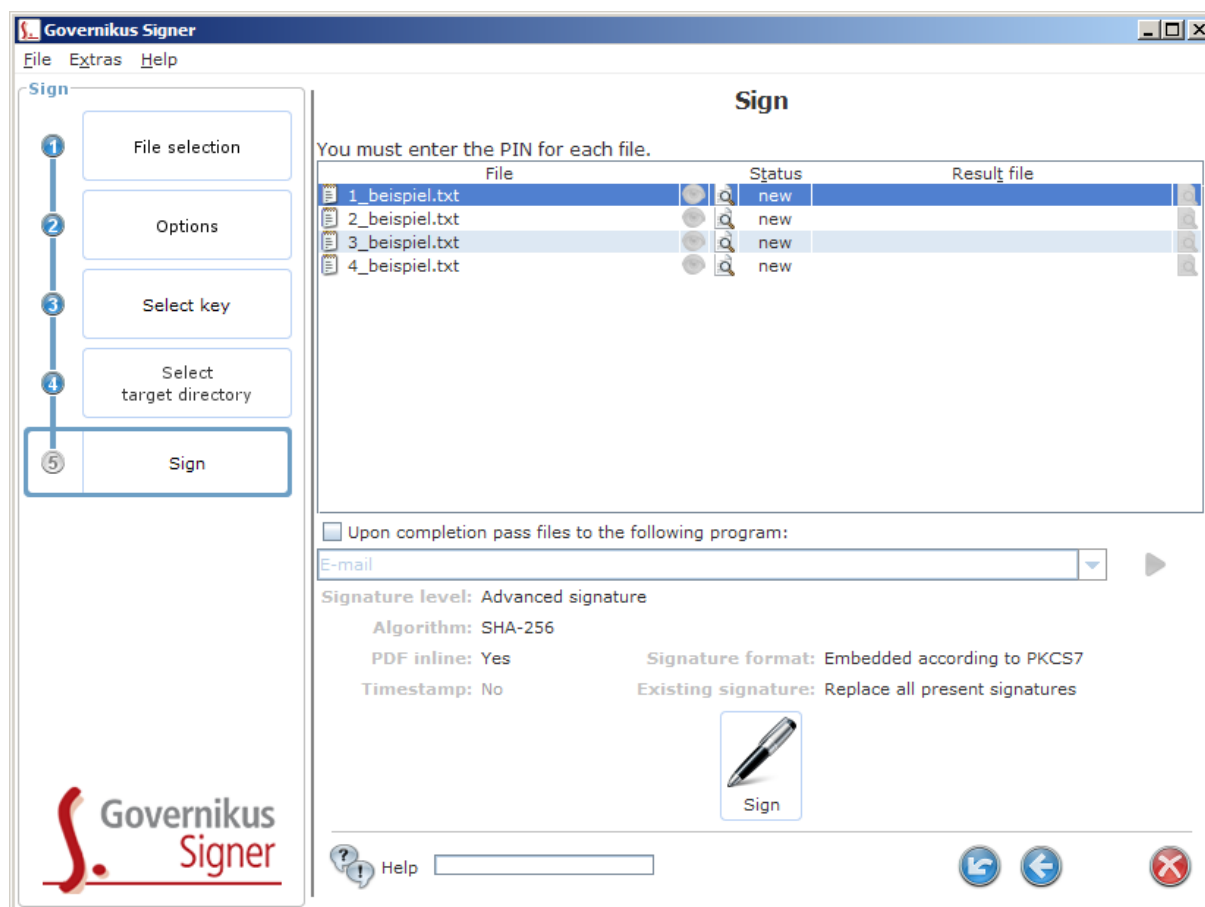 Governikus Signer
File Extras Help
Sign
1 File selection
2 Options
3 Select key
4 Select
target directory
5 Sign
Sign
You must enter the PIN for each file.
File Status Result file
1_beispiel.txt new
2_beispiel.txt new
3_beispiel.txt new
4_beispiel.txt new
Upon completion pass files to the following program:
E-mail
Signature level: Advanced signature
Algorithm: SHA-256
PDF inline: Yes Signature format: Embedded according to PKCS7
Timestamp: No Existing signature: Replace all present signatures
Sign
Governikus
Signer
Help